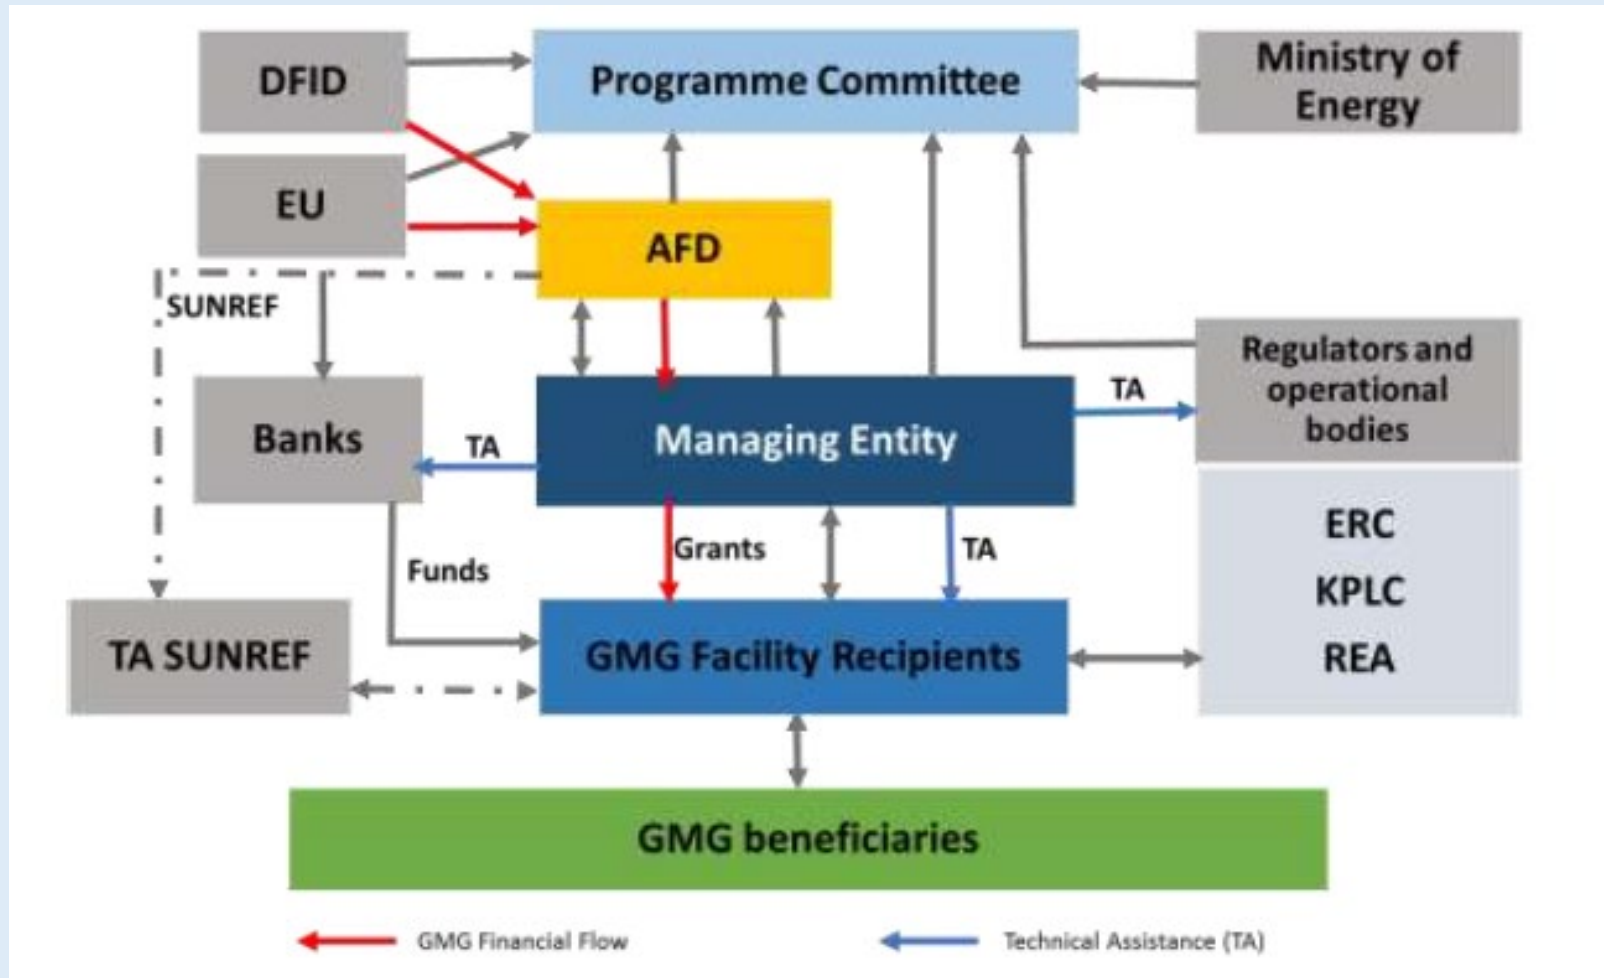 DFID
Programme Committee
Ministry of
Energy
EU
AFD
SUNREF
Regulators and
operational
bodies
TA
Banks
TA
Managing Entity
ERC
KPLC
REA
Funds
Grants
TA
TA SUNREF
GMG Facility Recipients
GMG beneficiaries
GMG Financial Flow
Technical Assistance (TA)